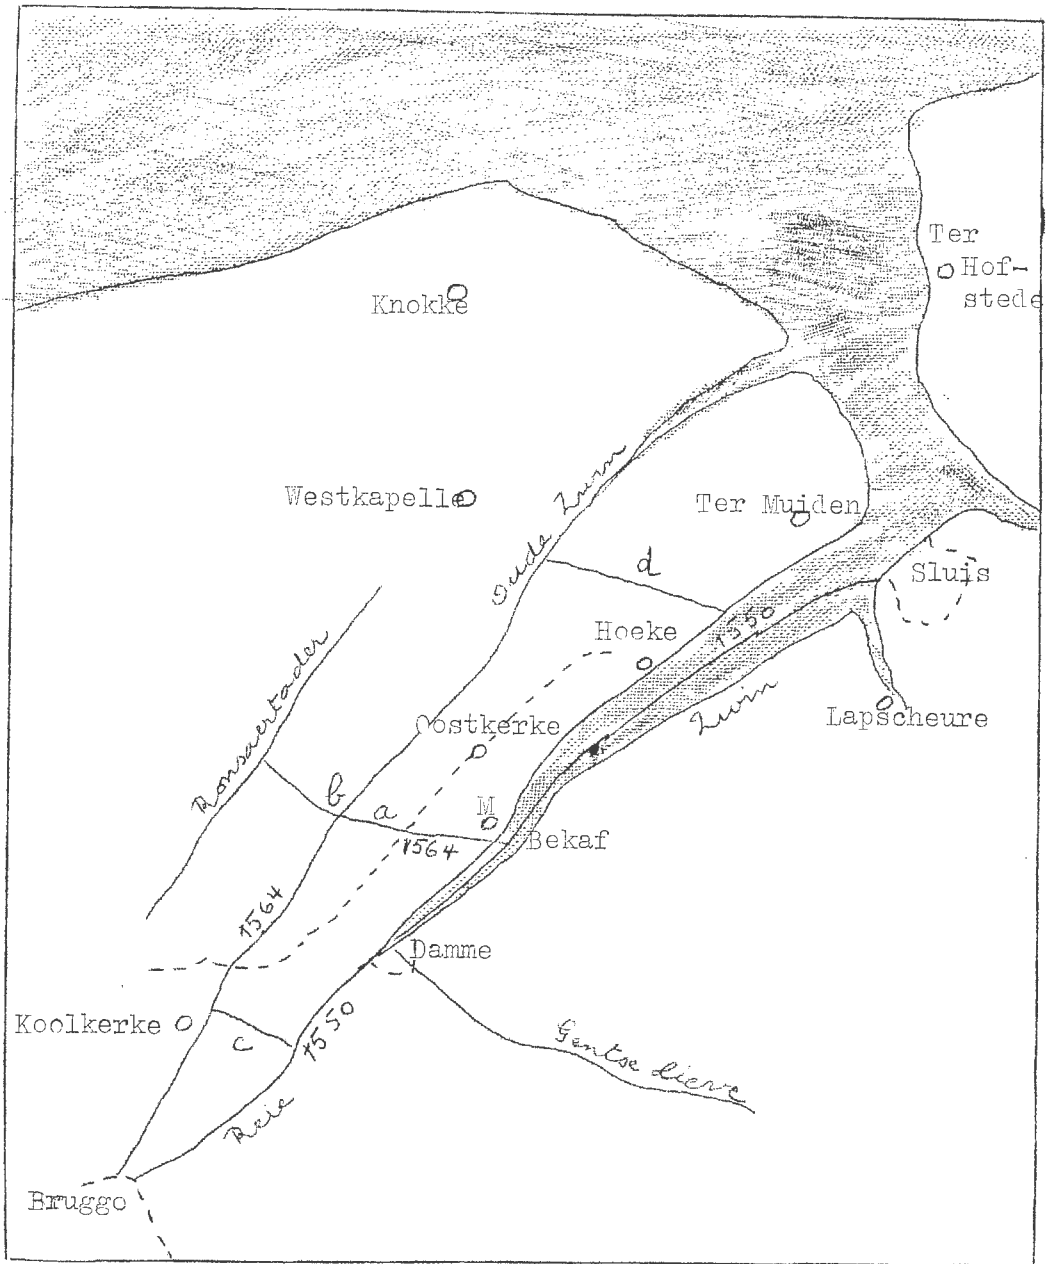 Ter
Hof-
stede
Knokke
Westkapelle
Oude Zwin
Ter Muiden
Sluis
d
Hoeke
1550
Zwin
Lapscheure
Ronsaertader
Oostkerke
b
a
M
1564
Bekaf
1564
Damme
Koolkerke
c
1550
Gentse Lieve
Reie
Bruggo